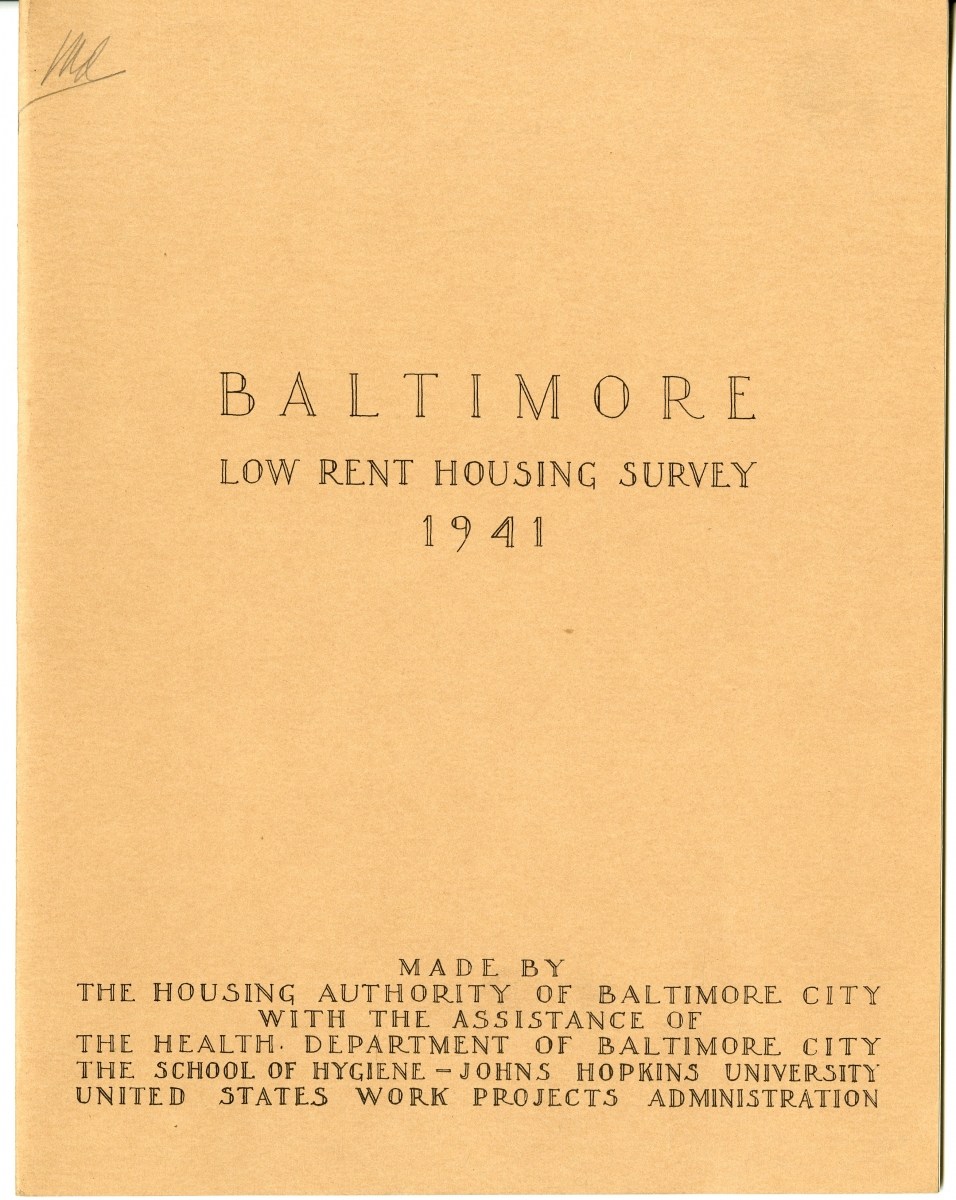 Md
BALTIMORE
LOW RENT HOUSING SURVEY
1941
MADE BY
THE HOUSING AUTHORITY OF BALTIMORE CITY
WITH THE ASSISTANCE OF
THE HEALTH· DEPARTMENT OF BALTIMORE CITY
THE SCHOOL OF HYGIENE – JOHNS HOPKINS UNIVERSITY
UNITED STATES WORK PROJECTS ADMINISTRATION